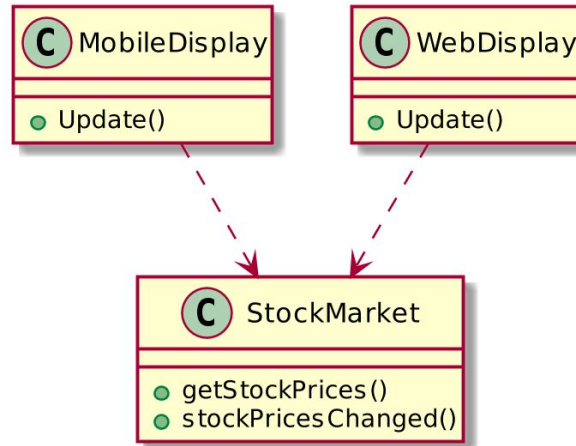 C MobileDisplay
Update()
C WebDisplay
Update()
C StockMarket
getStockPrices()
stockPricesChanged()